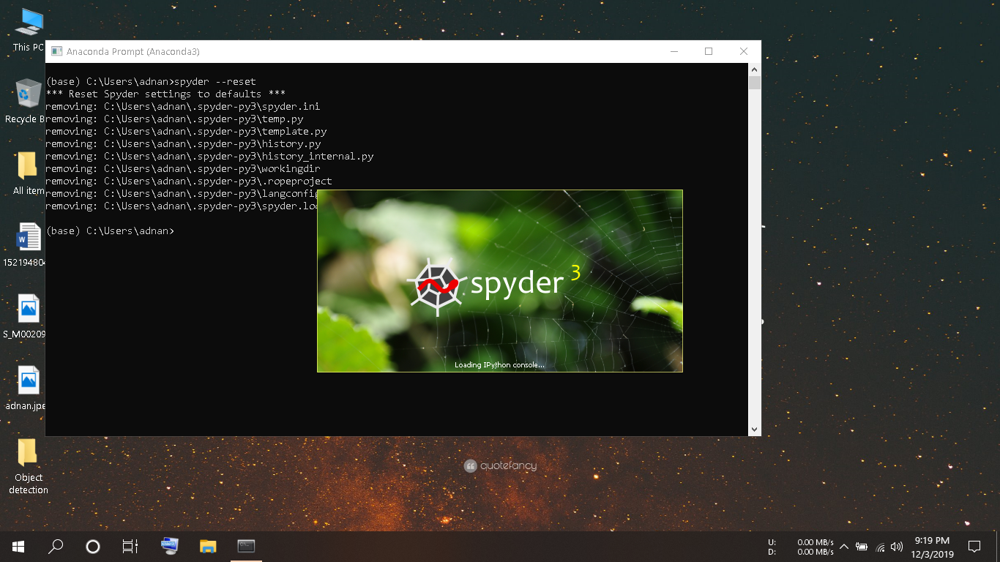 This PC
Recycle B
All item
15219480
S_M00209
adnan.jpe
Object
detection
Anaconda Prompt (Anaconda3)
(base) C:\Users\adnan>spyder --reset
*** Reset Spyder settings to defaults ***
removing: C:\Users\adnan\.spyder-py3\spyder.ini
removing: C:\Users\adnan\.spyder-py3\temp.py
removing: C:\Users\adnan\.spyder-py3\template.py
removing: C:\Users\adnan\.spyder-py3\history.py
removing: C:\Users\adnan\.spyder-py3\history_internal.py
removing: C:\Users\adnan\.spyder-py3\workingdir
removing: C:\Users\adnan\.spyder-py3\.ropeproject
removing: C:\Users\adnan\.spyder-py3\langconfig
removing: C:\Users\adnan\.spyder-py3\spyder.lo
(base) C:\Users\adnan>
spyder 3
Loading IPython console...
quotefancy
U: 0.00 MB/s
D: 0.00 MB/s
9:19 PM
12/3/2019